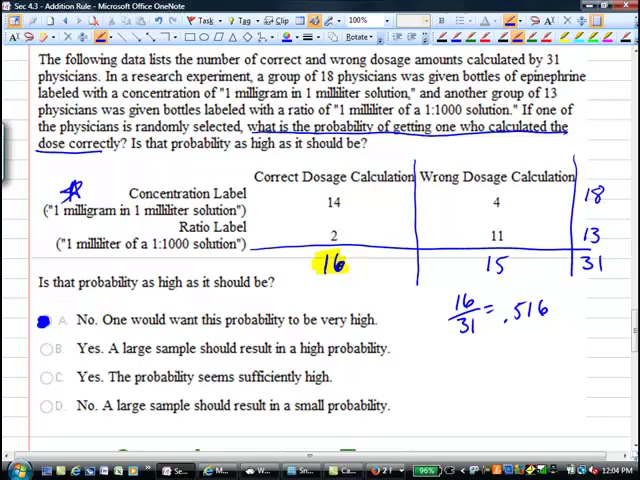 Sec 4.3 - Addition Rule - Microsoft Office OneNote
Task
100%
The following data lists the number of correct and wrong dosage amounts calculated by 31
physicians. In a research experiment, a group of 18 physicians was given bottles of epinephrine
labeled with a concentration of "1 milligram in 1 milliliter solution," and another group of 13
physicians was given bottles labeled with a ratio of "1 milliliter of a 1:1000 solution." If one of
the physicians is randomly selected, what is the probability of getting one who calculated the
dose correctly? Is that probability as high as it should be?
Correct Dosage Calculation Wrong Dosage Calculation
Concentration Label
("1 milligram in 1 milliliter solution") 14 4 18
Ratio Label
("1 milliliter of a 1:1000 solution") 2 11 13
16 15 31
Is that probability as high as it should be?
16/31 = .516
A. No. One would want this probability to be very high.
B. Yes. A large sample should result in a high probability.
C. Yes. The probability seems sufficiently high.
D. No. A large sample should result in a small probability.
Se... M... W... Sn... Ca... 2 f 96% 12:04 PM